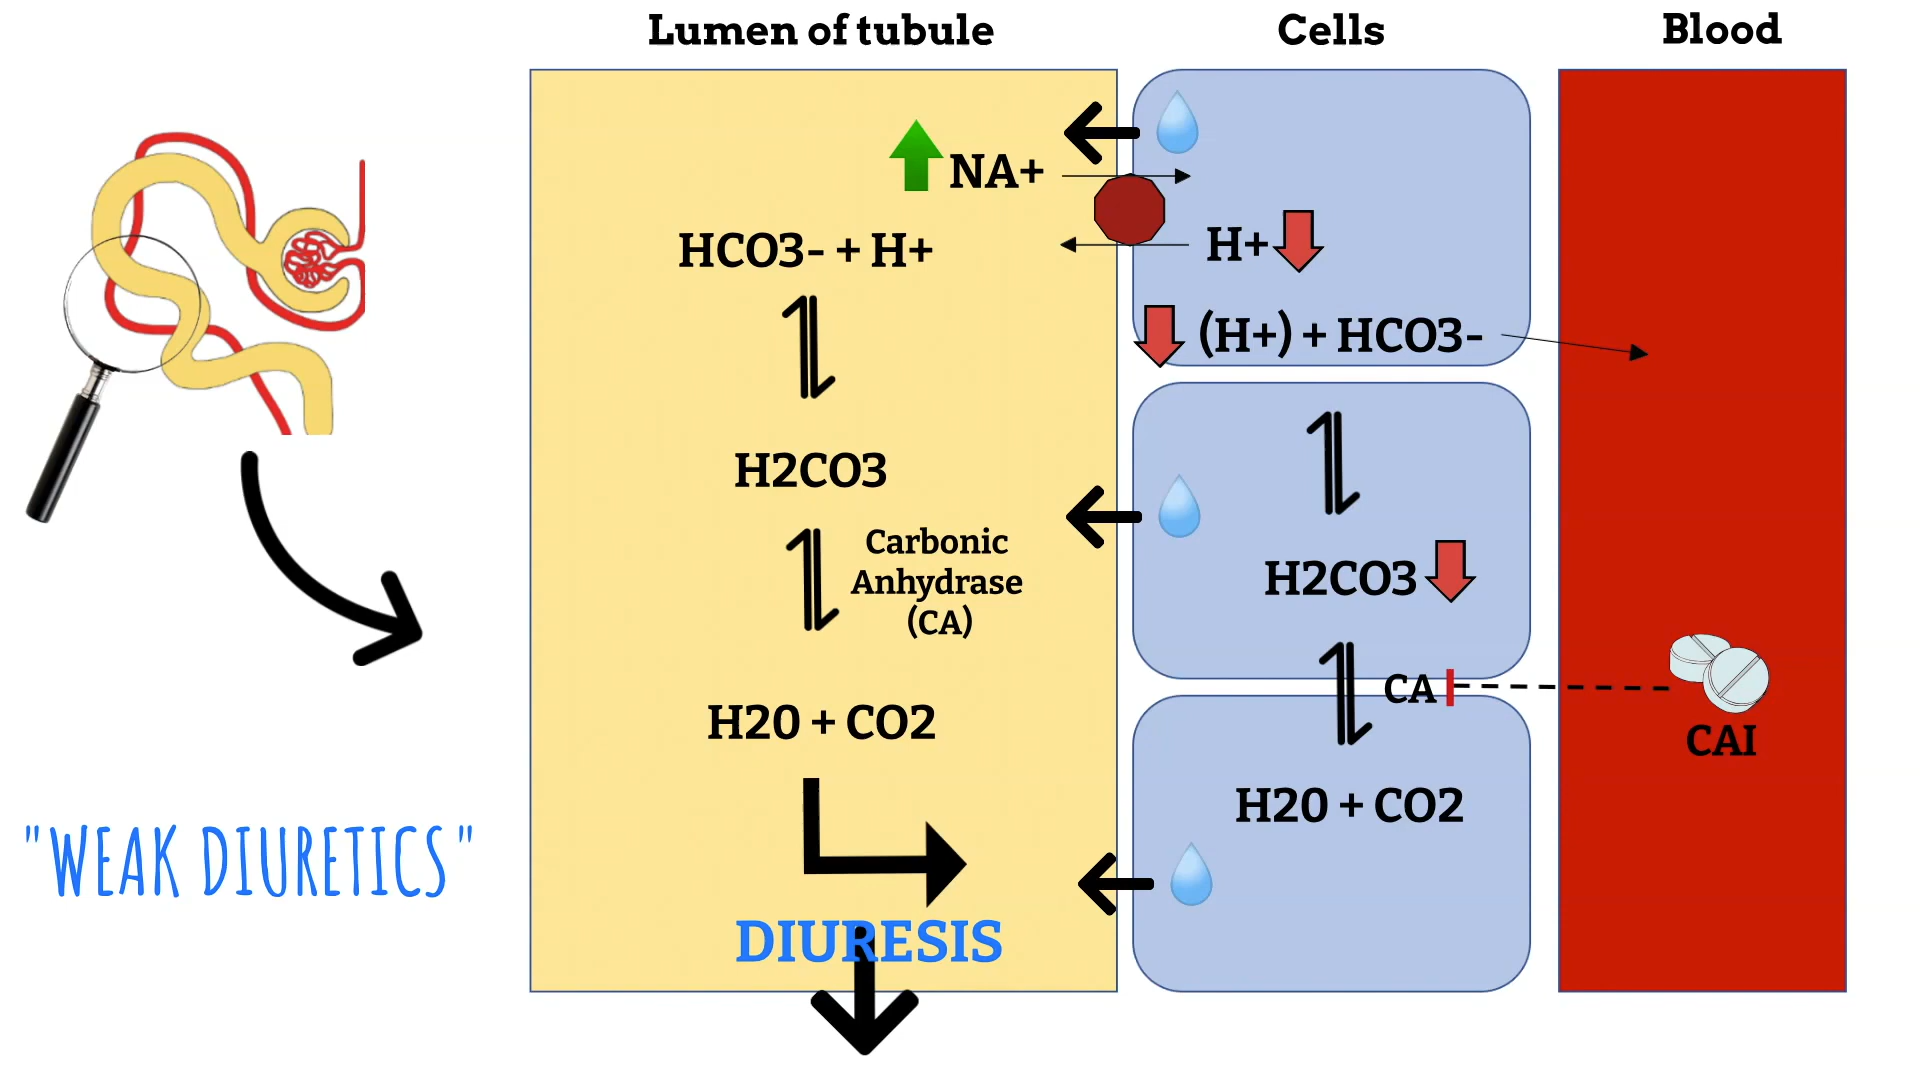 Lumen of tubule
Cells
Blood
NA+
HCO3- + H+
H+
(H+) + HCO3-
H2CO3
Carbonic
Anhydrase
(CA)
H2CO3
CA
CAI
H20 + CO2
H20 + CO2
"WEAK DIURETICS"
DIURESIS